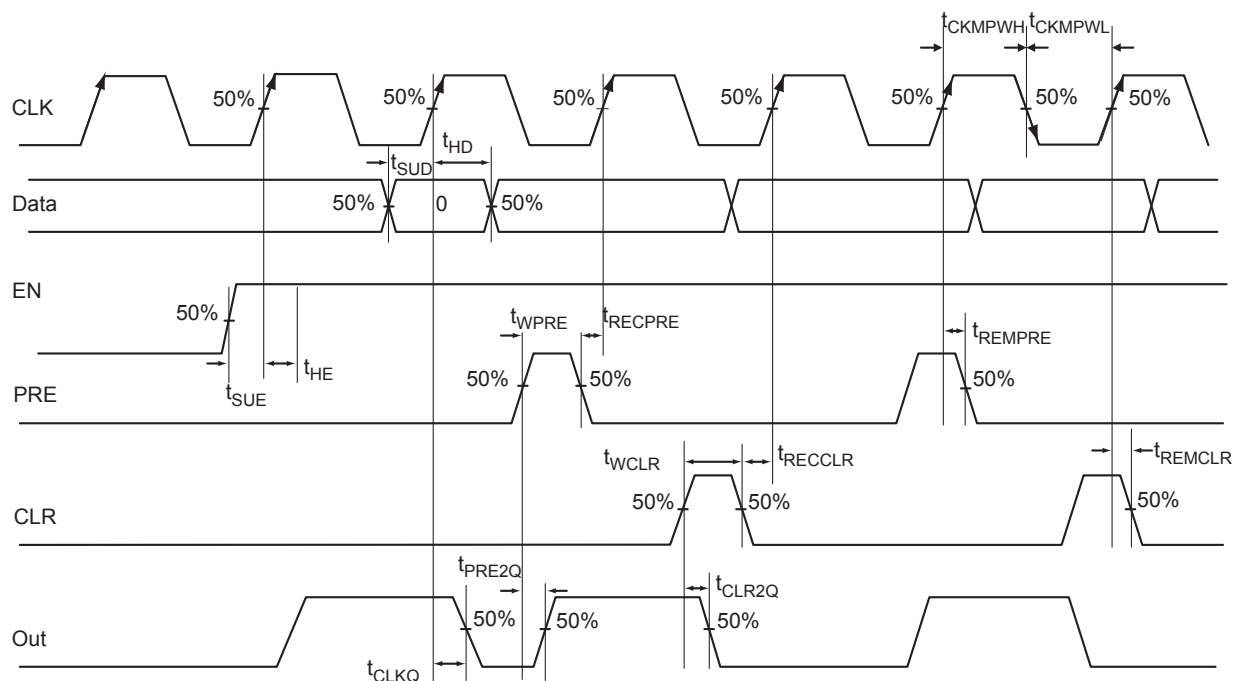 tCKMPWH tCKMPWL
CLK 50% 50% 50% 50% 50% 50% 50%
tSUD tHD
Data 50% 0 50%
EN 50%
tWPRE tRECPRE tREMPRE
tSUE tHE
PRE 50% 50% 50%
tWCLR tRECCLR tREMCLR
CLR 50% 50% 50%
tPRE2Q tCLR2Q
Out 50% 50% 50%
tCLKQ